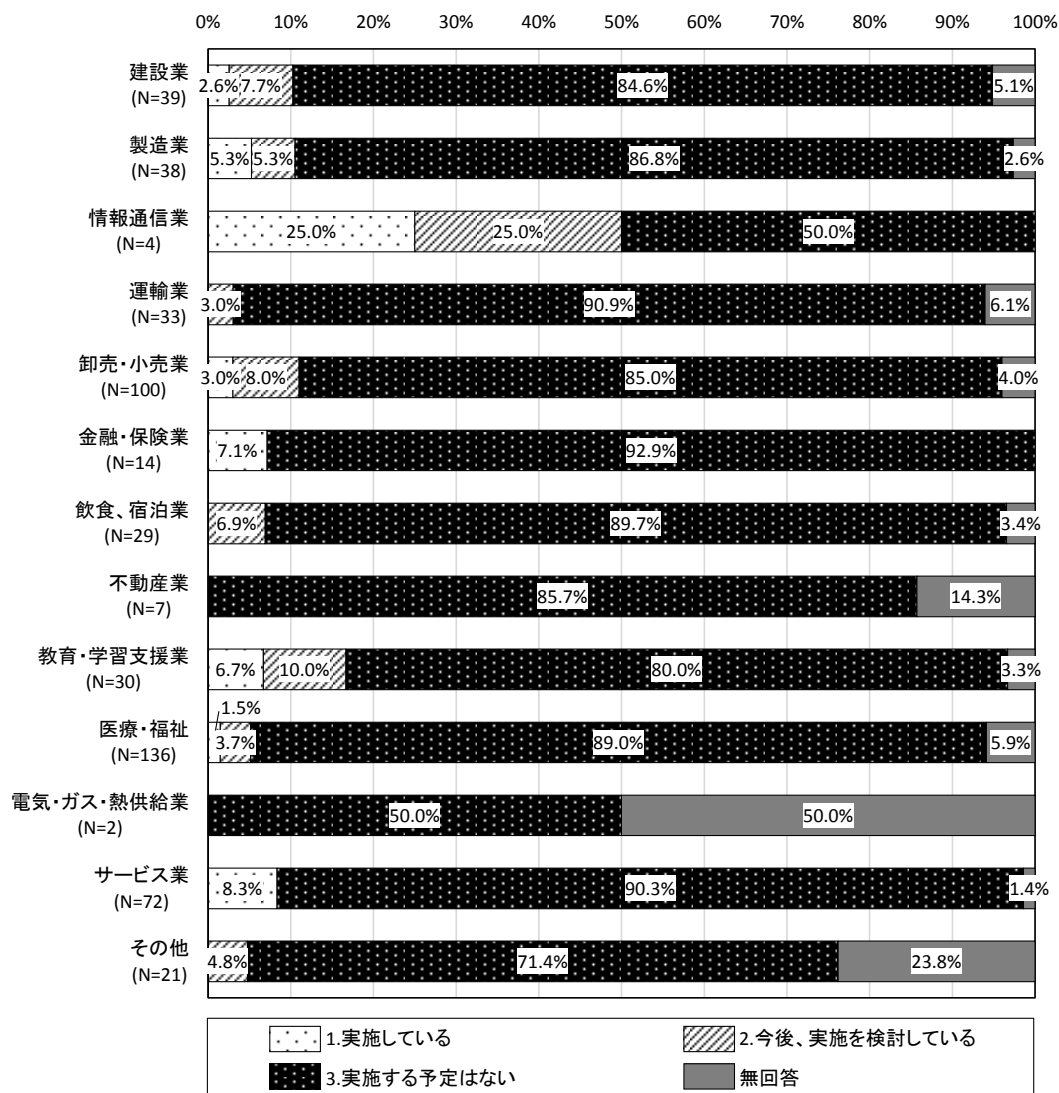 0% 10% 20% 30% 40% 50% 60% 70% 80% 90% 100%
建設業
(N=39)
2.6% 7.7% 84.6% 5.1%
製造業
(N=38)
5.3% 5.3% 86.8% 2.6%
情報通信業
(N=4)
25.0% 25.0% 50.0%
運輸業
(N=33)
3.0% 90.9% 6.1%
卸売・小売業
(N=100)
3.0% 8.0% 85.0% 4.0%
金融・保険業
(N=14)
7.1% 92.9%
飲食、宿泊業
(N=29)
6.9% 89.7% 3.4%
不動産業
(N=7)
85.7% 14.3%
教育・学習支援業
(N=30)
6.7% 10.0% 80.0% 3.3%
医療・福祉
(N=136)
1.5% 3.7% 89.0% 5.9%
電気・ガス・熱供給業
(N=2)
50.0% 50.0%
サービス業
(N=72)
8.3% 90.3% 1.4%
その他
(N=21)
4.8% 71.4% 23.8%
1.実施している 2.今後、実施を検討している
3.実施する予定はない 無回答